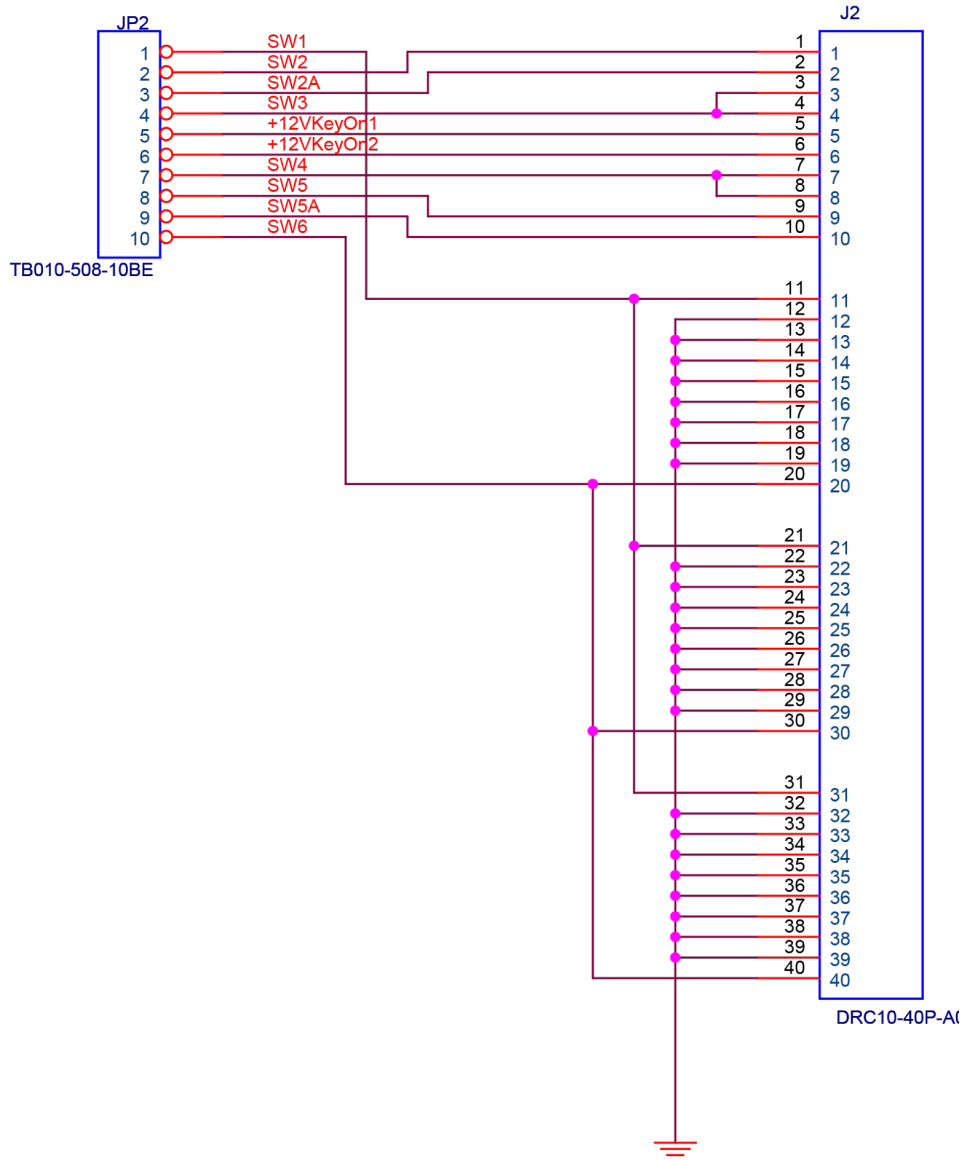 JP2
J2
1 SW1 1 1
2 SW2 2 2
3 SW2A 3 3
4 SW3 4 4
5 +12VKeyOn1 5 5
6 +12VKeyOn2 6 6
7 SW4 7 7
8 SW5 8 8
9 SW5A 9 9
10 SW6 10 10
TB010-508-10BE
11 11
12 12
13 13
14 14
15 15
16 16
17 17
18 18
19 19
20 20
21 21
22 22
23 23
24 24
25 25
26 26
27 27
28 28
29 29
30 30
31 31
32 32
33 33
34 34
35 35
36 36
37 37
38 38
39 39
40 40
DRC10-40P-A0